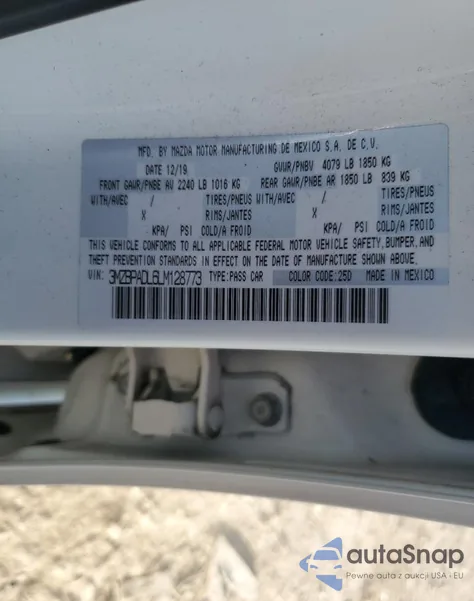 MFD. BY MAZDA MOTOR MANUFACTURING DE MEXICO S.A. DE C.V.
DATE 12/19 GVWR/PNBV 4079 LB 1850 KG
FRONT GAWR/PNBE AV 2240 LB 1016 KG REAR GAWR/PNBE AR 1850 LB 839 KG
WITH/AVEC / TIRES/PNEUS WITH/AVEC / TIRES/PNEUS
X RIMS/JANTES X RIMS/JANTES
KPA/ PSI COLD/A FROID KPA/ PSI COLD/A FROID
THIS VEHICLE CONFORMS TO ALL APPLICABLE FEDERAL MOTOR VEHICLE SAFETY, BUMPER, AND
THEFT PREVENTION STANDARDS IN EFFECT ON THE DATE OF MANUFACTURE SHOWN ABOVE.
VIN: 3MZBPADL6LM128773 TYPE:PASS CAR COLOR CODE:25D MADE IN MEXICO
autoSnap
Pewne auta z aukcji USA - EU